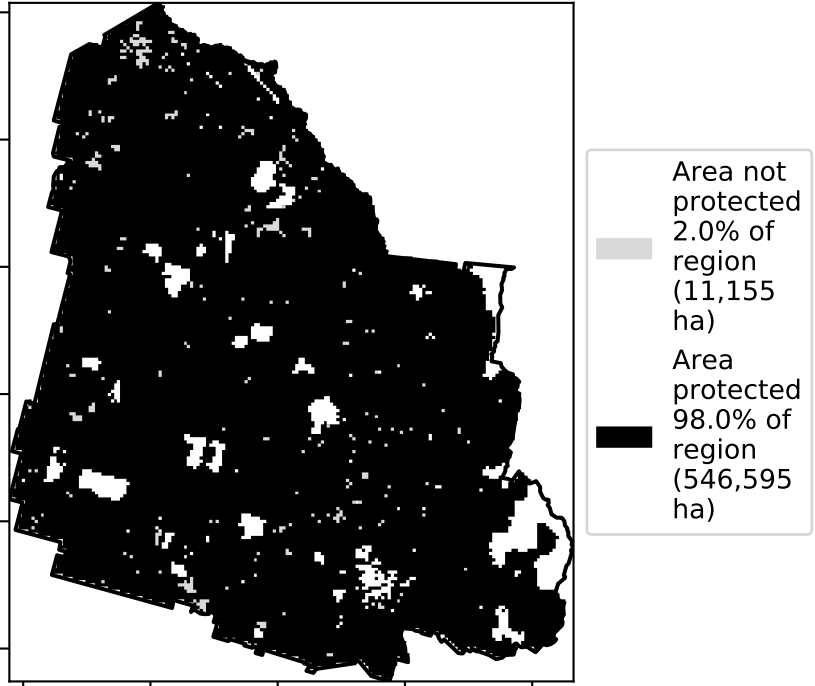 Area not
protected
2.0% of
region
(11,155
ha)
Area
protected
98.0% of
region
(546,595
ha)